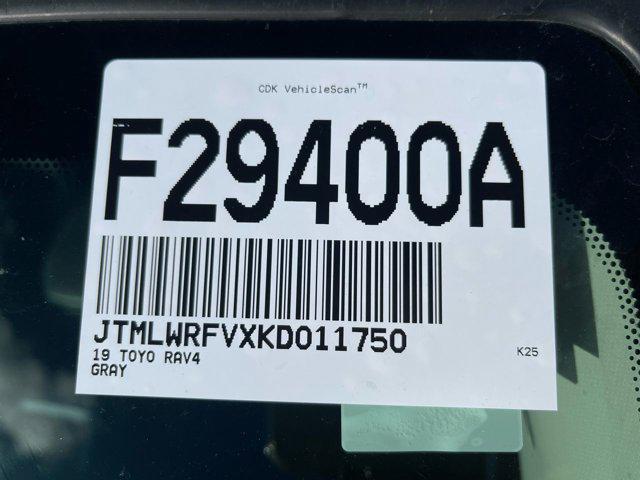 CDK VehicleScan™
F29400A
JTMLWRFVXKD011750
19 TOYO RAV4
GRAY
K25